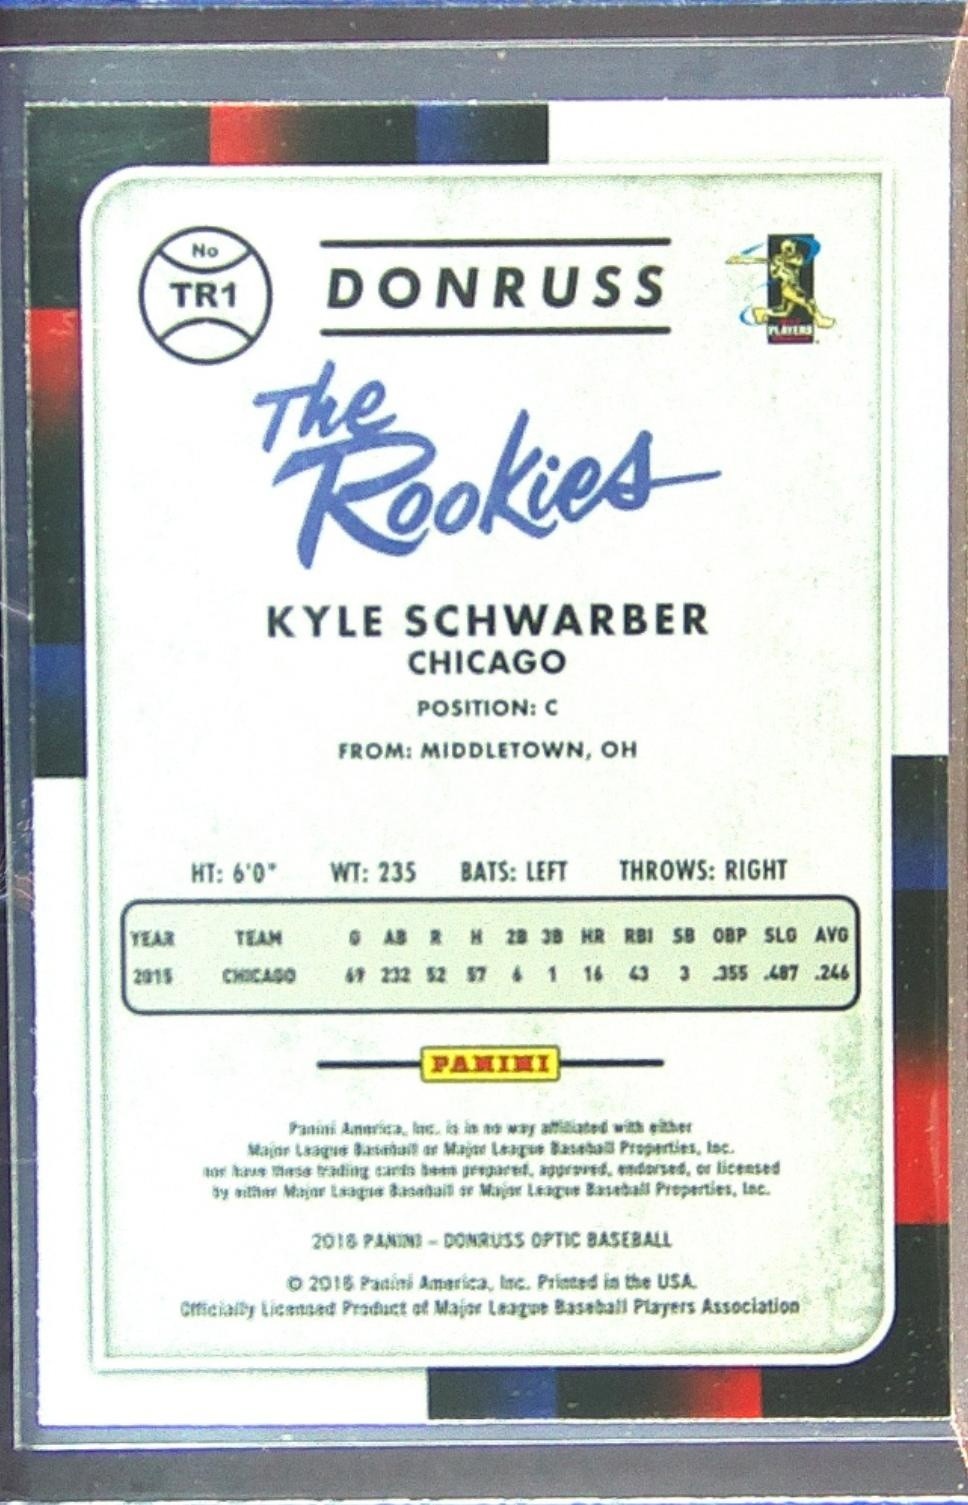 No
TR1
DONRUSS
PLAYERS
The
Rookies
KYLE SCHWARBER
CHICAGO
POSITION: C
FROM: MIDDLETOWN, OH
HT: 6'0" WT: 235 BATS: LEFT THROWS: RIGHT
YEAR TEAM G AB R H 2B 3B HR RBI SB OBP SLG AVG
2015 CHICAGO 69 232 52 57 6 1 16 43 3 .355 .487 .246
PANINI
Panini America, Inc. is in no way affiliated with either
Major League Baseball or Major League Baseball Properties, Inc.
nor have these trading cards been prepared, approved, endorsed, or licensed
by either Major League Baseball or Major League Baseball Properties, Inc.
2016 PANINI – DONRUSS OPTIC BASEBALL
© 2016 Panini America, Inc. Printed in the USA.
Officially Licensed Product of Major League Baseball Players Association